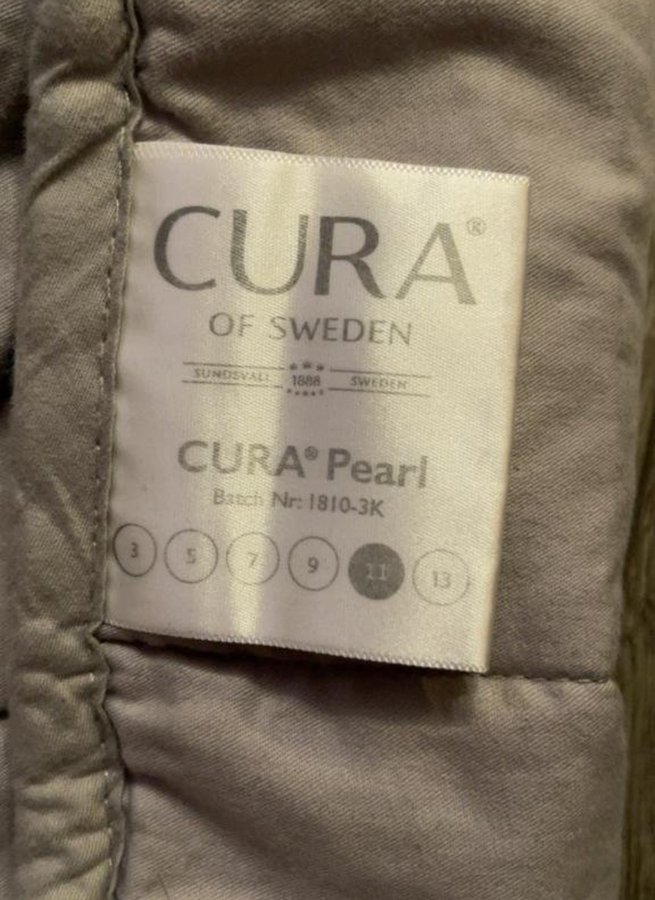 CURA®
OF SWEDEN
SUNDSVALL 1888 SWEDEN
CURA® Pearl
Batch Nr: 1810-3K
3 5 7 9 11 13